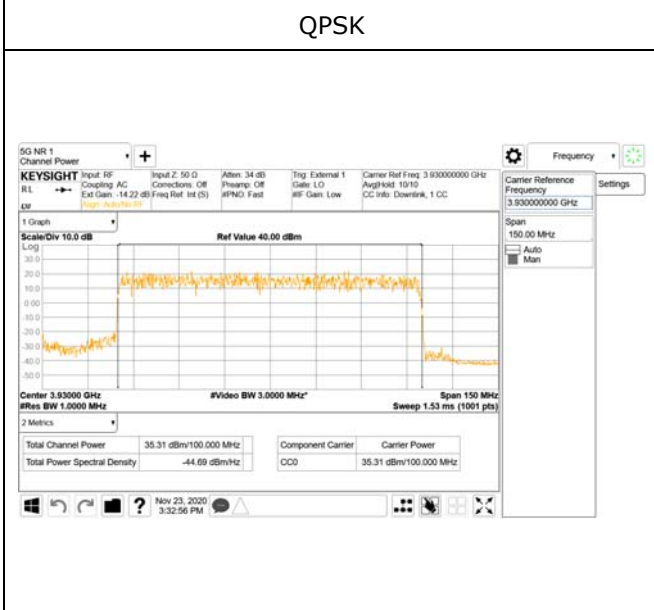 QPSK
5G NR 1
Channel Power
Frequency
KEYSIGHT
RL
Input: RF
Coupling: AC
Ext Gain: -14.22 dB
Align: Auto/No RF
Input Z: 50 Ω
Corrections: Off
Freq Ref: Int (S)
Atten: 34 dB
Preamp: Off
#PNO: Fast
Trig: External 1
Gate: LO
#IF Gain: Low
Carrier Ref Freq: 3.930000000 GHz
Avg|Hold: 10/10
CC Info: Downlink, 1 CC
Carrier Reference
Frequency
3.930000000 GHz
Settings
Span
150.00 MHz
Auto
Man
1 Graph
Scale/Div 10.0 dB
Ref Value 40.00 dBm
Log
30.0
20.0
10.0
0.00
-10.0
-20.0
-30.0
-40.0
-50.0
Center 3.93000 GHz
#Video BW 3.0000 MHz*
Span 150 MHz
#Res BW 1.0000 MHz
Sweep 1.53 ms (1001 pts)
2 Metrics
Total Channel Power 35.31 dBm/100.000 MHz
Total Power Spectral Density -44.69 dBm/Hz
Component Carrier Carrier Power
CC0 35.31 dBm/100.000 MHz
?
Nov 23, 2020
3:32:56 PM